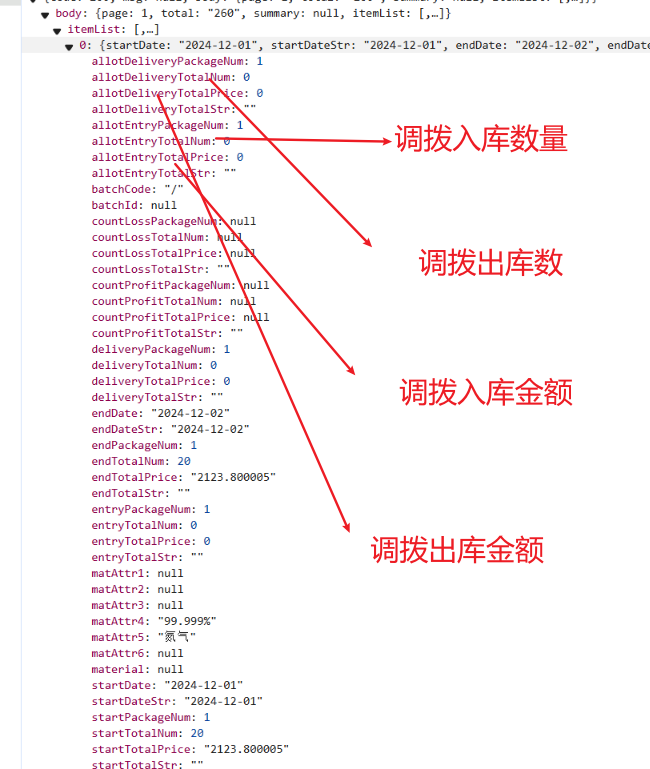 body: {page: 1, total: "260", summary: null, itemList: [,…]}
itemList: [,…]
0: {startDate: "2024-12-01", startDateStr: "2024-12-01", endDate: "2024-12-02", endDate
allotDeliveryPackageNum: 1
allotDeliveryTotalNum: 0
allotDeliveryTotalPrice: 0
allotDeliveryTotalStr: ""
allotEntryPackageNum: 1
allotEntryTotalNum: 0
调拨入库数量
allotEntryTotalPrice: 0
allotEntryTotalStr: ""
batchCode: "/"
batchId: null
countLossPackageNum: null
countLossTotalNum: null
countLossTotalPrice: null
调拨出库数
countLossTotalStr: ""
countProfitPackageNum: null
countProfitTotalNum: null
countProfitTotalPrice: null
countProfitTotalStr: ""
deliveryPackageNum: 1
deliveryTotalNum: 0
deliveryTotalPrice: 0
调拨入库金额
deliveryTotalStr: ""
endDate: "2024-12-02"
endDateStr: "2024-12-02"
endPackageNum: 1
endTotalNum: 20
endTotalPrice: "2123.800005"
endTotalStr: ""
entryPackageNum: 1
entryTotalNum: 0
entryTotalPrice: 0
调拨出库金额
entryTotalStr: ""
matAttr1: null
matAttr2: null
matAttr3: null
matAttr4: "99.999%"
matAttr5: "氮气"
matAttr6: null
material: null
startDate: "2024-12-01"
startDateStr: "2024-12-01"
startPackageNum: 1
startTotalNum: 20
startTotalPrice: "2123.800005"
startTotalStr: ""